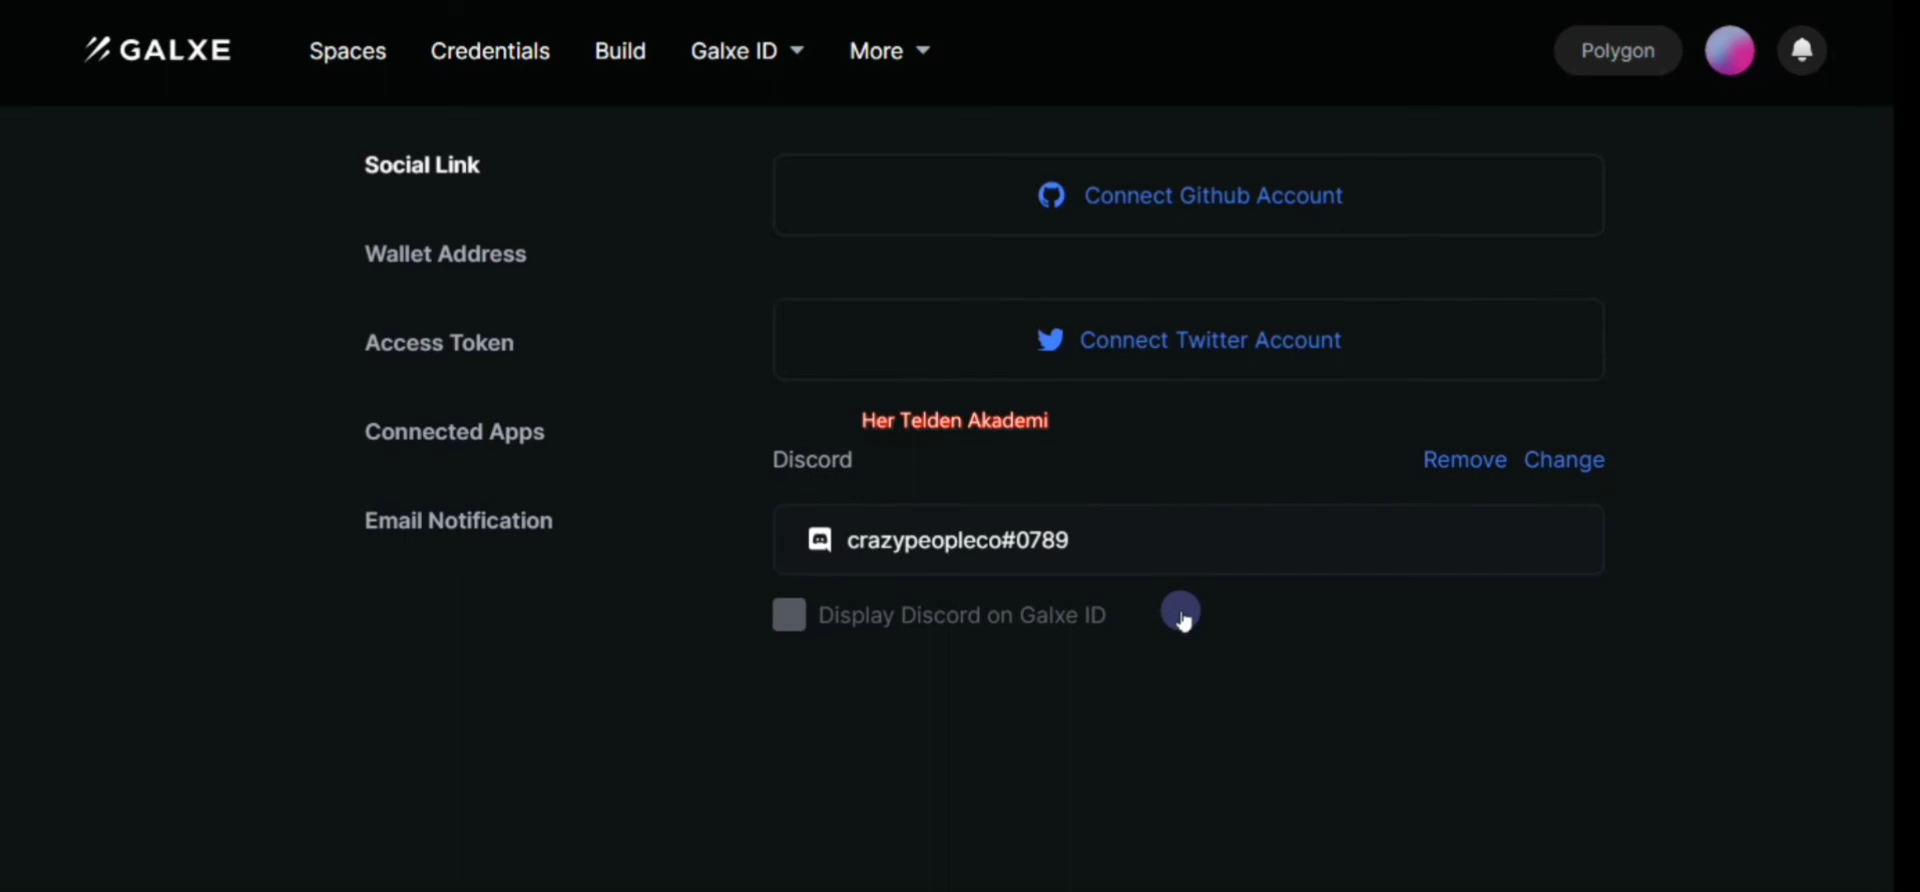 GALXE
Spaces Credentials Build Galxe ID More
Polygon
Social Link
Wallet Address
Access Token
Connected Apps
Email Notification
Connect Github Account
Connect Twitter Account
Her Telden Akademi
Discord
Remove Change
crazypeopleco#0789
Display Discord on Galxe ID